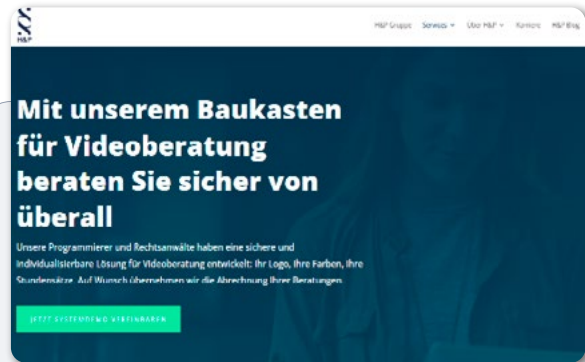 H&P
H&P Gruppe Services Über H&P Karriere H&P Blog
Mit unserem Baukasten
für Videoberatung
beraten Sie sicher von
überall
Unsere Programmierer und Rechtsanwälte haben eine sichere und
individualisierbare Lösung für Videoberatung entwickelt: Ihr Logo, Ihre Farben, Ihre
Stundensätze. Auf Wunsch übernehmen wir die Abrechnung Ihrer Beratungen
JETZT SYSTEMDEMO VEREINBAREN